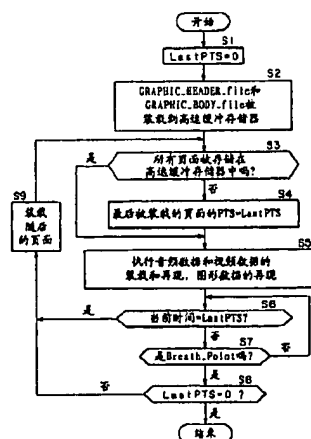 开始
S1
LastPTS=0
S2
GRAPHIC_HEADER.file和
GRAPHIC_BODY.file被
装载到高速缓冲存储器
S3
所有页面被存储在
高速缓冲存储器中吗?
是
否
S9
装载
随后
的页面
S4
最后被装载的页面的PTS=LastPTS
S5
执行音频数据和视频数据的
装载和再现,图形数据的再现
S6
是
当前时间=LastPTS?
否
S7
是Breath_Point吗?
否
是
S8
否
LastPTS=0 ?
是
结束